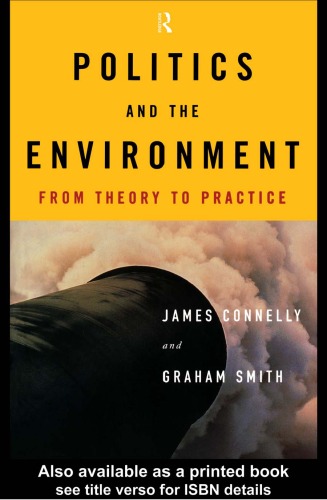 R
POLITICS
AND THE
ENVIRONMENT
FROM THEORY TO PRACTICE
JAMES CONNELLY
and
GRAHAM SMITH
Also available as a printed book
see title verso for ISBN details